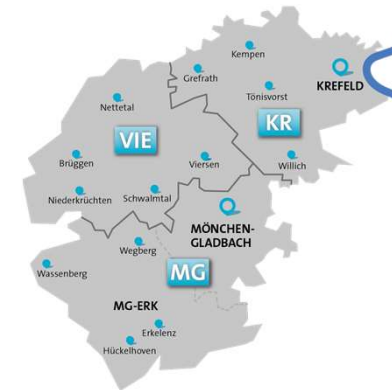 Kempen
Grefrath
KREFELD
Nettetal
Tönisvorst
KR
VIE
Brüggen
Viersen
Willich
Niederkrüchten
Schwalmtal
MÖNCHEN-
GLADBACH
Wegberg
Wassenberg
MG
MG-ERK
Erkelenz
Hückelhoven